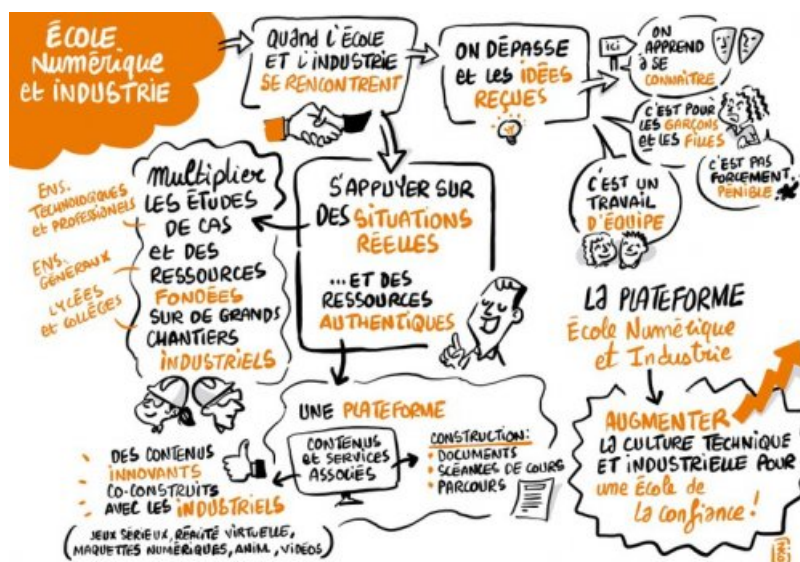 ÉCOLE
NUMÉRIQUE
et INDUSTRIE
QUAND L'ÉCOLE
ET L'INDUSTRIE
SE RENCONTRENT
ON DÉPASSE
et LES IDÉES
REÇUES
ici
ON
APPREND
à SE
CONNAÎTRE
C'EST POUR
LES GARÇONS
et LES FILLES
C'EST PAS
FORCEMENT
PÉNIBLE
C'EST UN
TRAVAIL
D'ÉQUIPE
ENS.
TECHNOLOGIQUES
et PROFESSIONELS
ENS.
GÉNÉRAUX
LYCÉES
et COLLÈGES
Multiplier
LES ÉTUDES
DE CAS
et DES
RESSOURCES
FONDÉES
SUR DE GRANDS
CHANTIERS
INDUSTRIELS
S'APPUYER SUR
DES SITUATIONS
RÉELLES
...ET DES
RESSOURCES
AUTHENTIQUES
UNE PLATEFORME
CONTENUS
et SERVICES
ASSOCIÉS
CONSTRUCTION:
• DOCUMENTS
• SCÉANCES DE COURS
• PARCOURS
DES CONTENUS
INNOVANTS
CO-CONSTRUITS
AVEC LES INDUSTRIELS
(JEUX SÉRIEUX, RÉALITÉ VIRTUELLE,
MAQUETTES NUMÉRIQUES, ANIM, VIDÉOS)
LA PLATEFORME
École Numérique
et Industrie
AUGMENTER
LA CULTURE TECHNIQUE
ET INDUSTRIELLE POUR
une École de
la confiance !